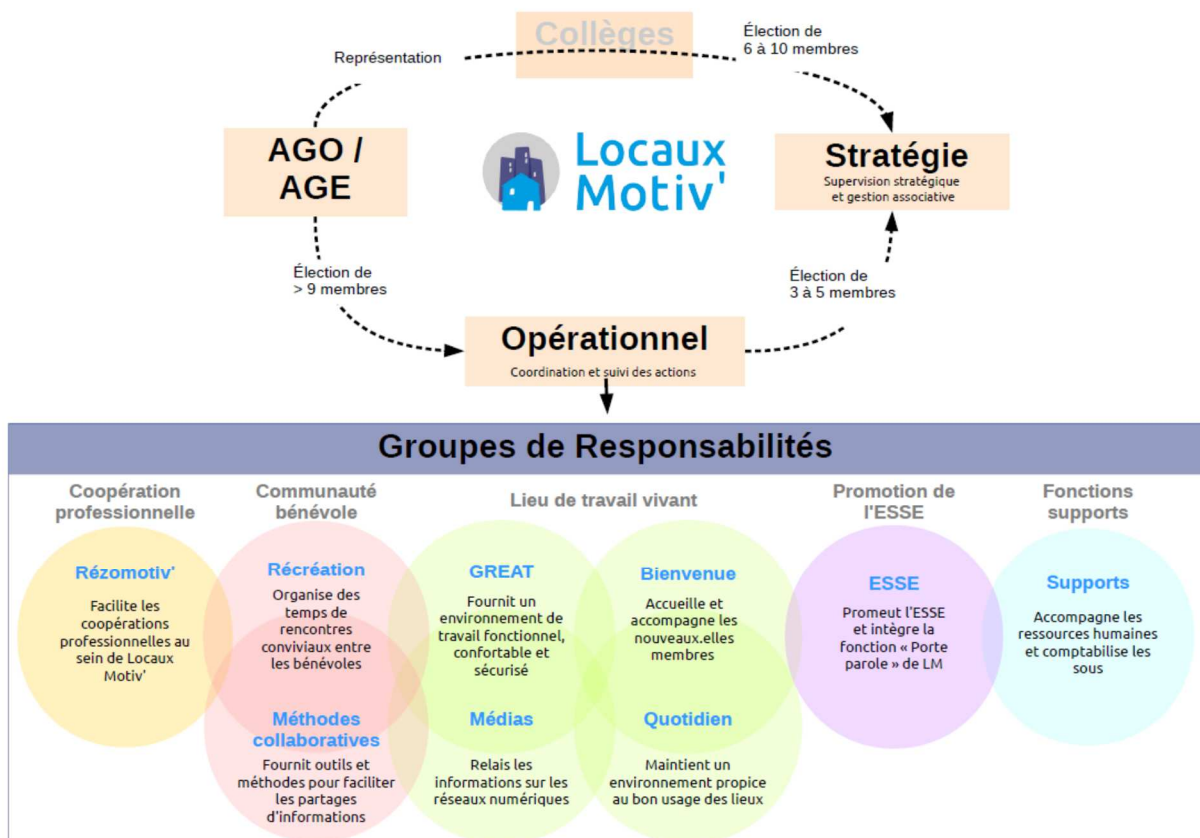 Collèges
Représentation
Élection de
6 à 10 membres
AGO /
AGE
Locaux
Motiv'
Stratégie
Supervision stratégique
et gestion associative
Élection de
> 9 membres
Élection de
3 à 5 membres
Opérationnel
Coordination et suivi des actions
Groupes de Responsabilités
Coopération
professionnelle
Communauté
bénévole
Lieu de travail vivant
Promotion de
l'ESSE
Fonctions
supports
Rézomotiv'
Facilite les
coopérations
professionnelles au
sein de Locaux
Motiv'
Récréation
Organise des
temps de
rencontres
conviviaux entre
les bénévoles
GREAT
Fournit un
environnement de
travail fonctionnel,
confortable et
sécurisé
Bienvenue
Accueille et
accompagne les
nouveaux.elles
membres
ESSE
Promeut l'ESSE
et intègre la
fonction « Porte
parole » de LM
Supports
Accompagne les
ressources humaines
et comptabilise les
sous
Méthodes
collaboratives
Fournit outils et
méthodes pour faciliter
les partages
d'informations
Médias
Relais les
informations sur les
réseaux numériques
Quotidien
Maintient un
environnement propice
au bon usage des lieux